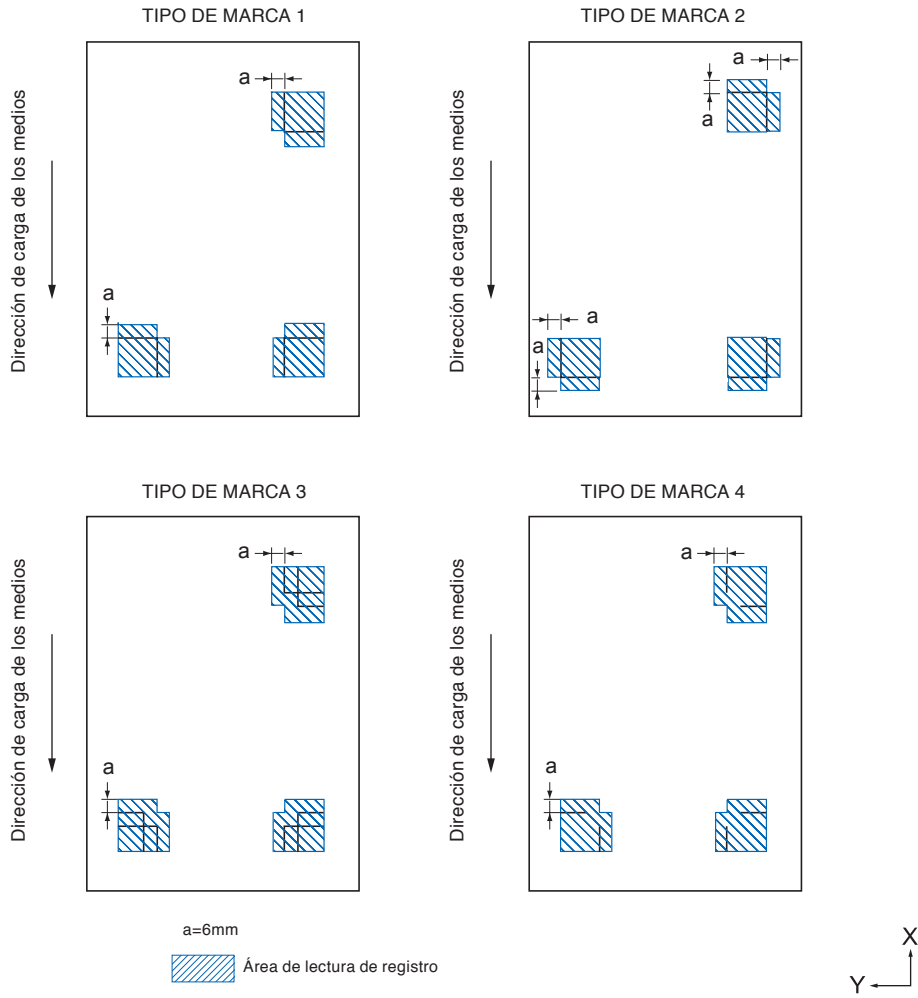 TIPO DE MARCA 1
TIPO DE MARCA 2
a
a
a
Dirección de carga de los medios
Dirección de carga de los medios
a
a
a
TIPO DE MARCA 3
TIPO DE MARCA 4
a
a
Dirección de carga de los medios
Dirección de carga de los medios
a
a
a=6mm
Área de lectura de registro
X
Y